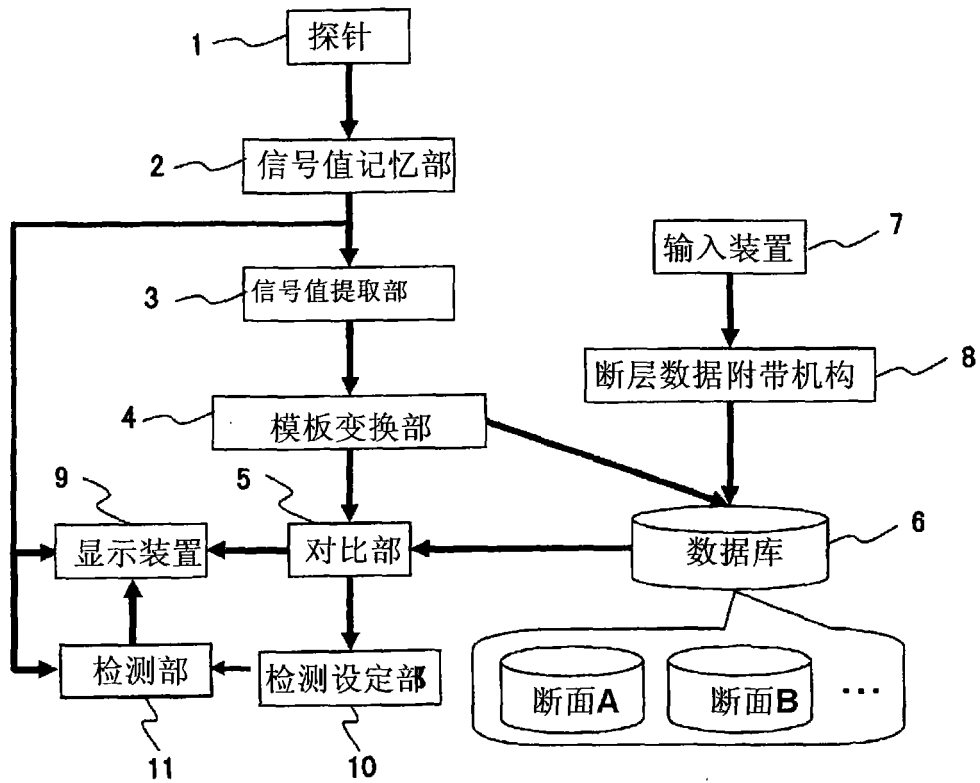 1
探针
2
信号值记忆部
7
输入装置
3
信号值提取部
8
断层数据附带机构
4
模板变换部
9
5
6
显示装置
对比部
数据库
检测部
检测设定部
断面A
断面B
…
11
10